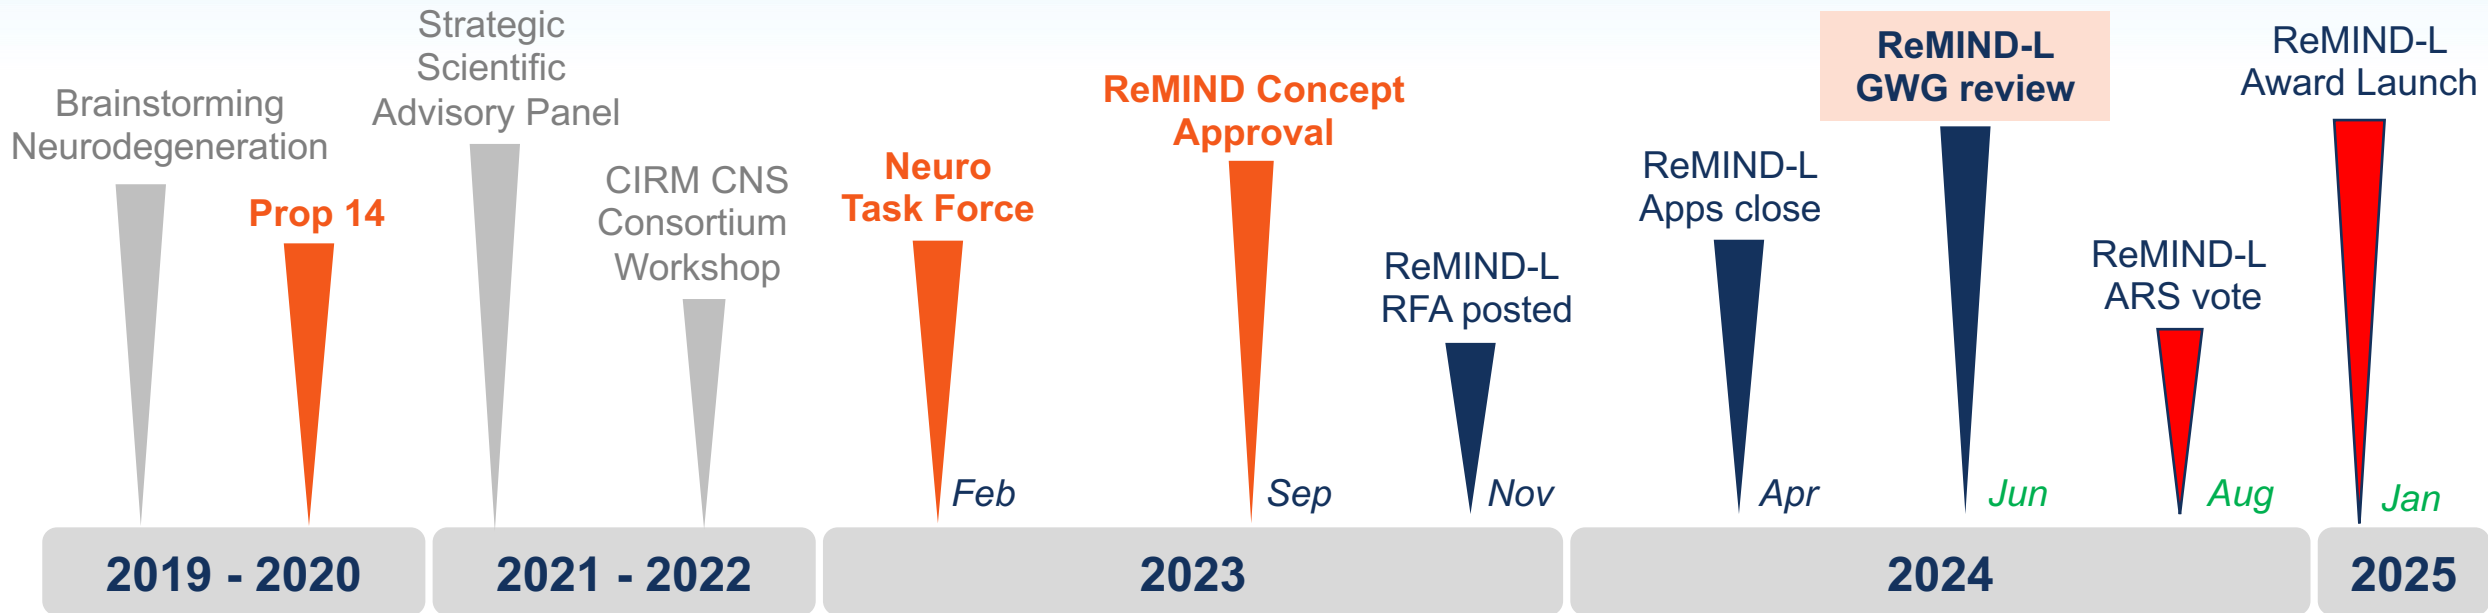 Brainstorming
Neurodegeneration
Prop 14
Strategic
Scientific
Advisory Panel
CIRM CNS
Consortium
Workshop
Neuro
Task Force
ReMIND Concept
Approval
ReMIND-L
RFA posted
ReMIND-L
Apps close
ReMIND-L
GWG review
ReMIND-L
ARS vote
ReMIND-L
Award Launch
Feb
Sep
Nov
Apr
Jun
Aug
Jan
2019 - 2020
2021 - 2022
2023
2024
2025